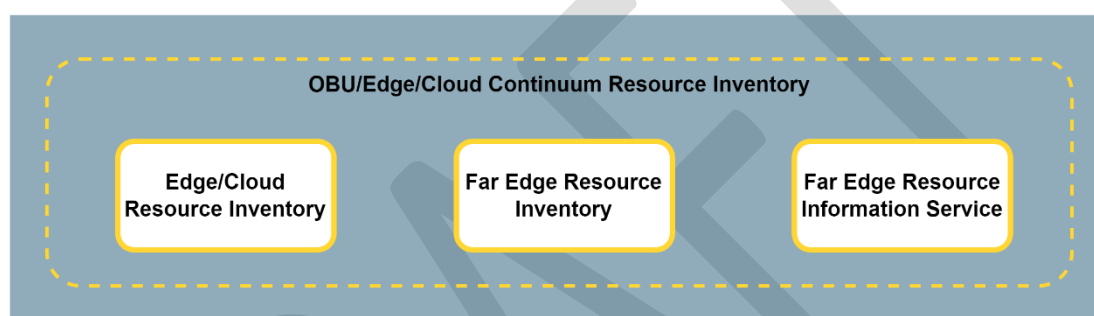 OBU/Edge/Cloud Continuum Resource Inventory
Edge/Cloud
Resource Inventory
Far Edge Resource
Inventory
Far Edge Resource
Information Service